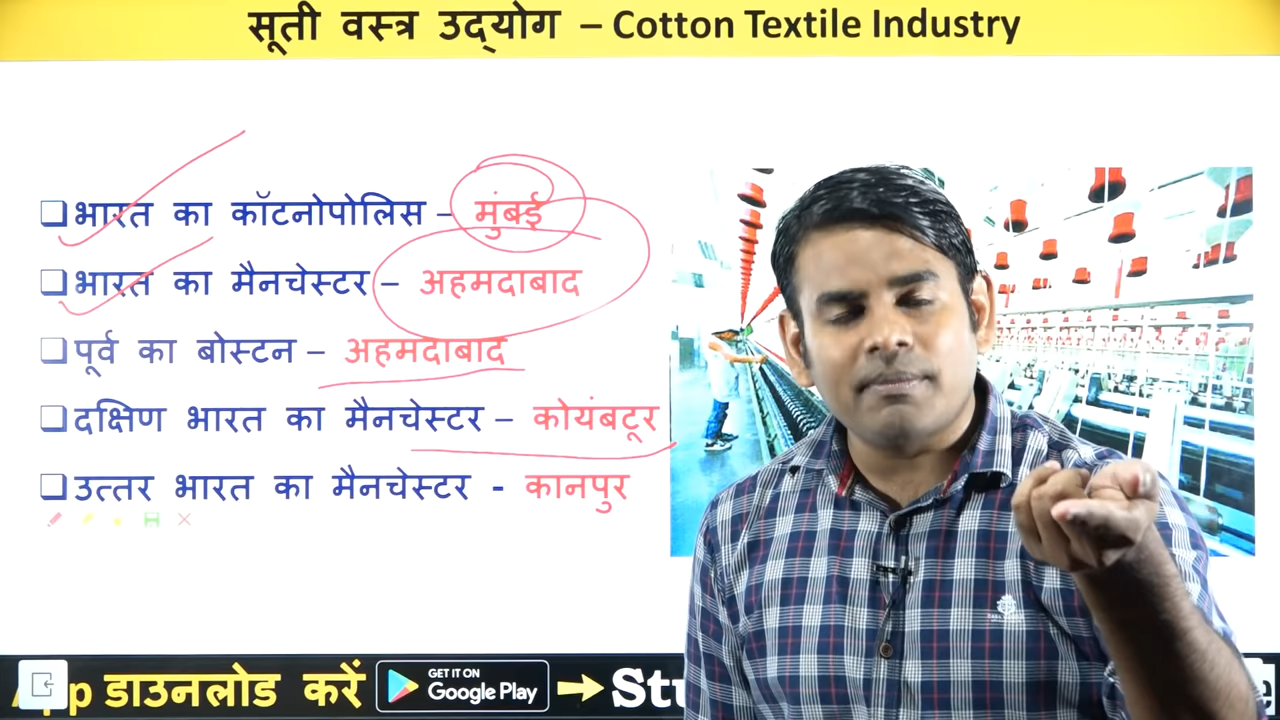 सूती वस्त्र उद्योग – Cotton Textile Industry
❑भारत का कॉटनोपोलिस – मुंबई
❑भारत का मैनचेस्टर – अहमदाबाद
❑पूर्व का बोस्टन – अहमदाबाद
❑दक्षिण भारत का मैनचेस्टर – कोयंबटूर
❑उत्तर भारत का मैनचेस्टर - कानपुर
App डाउनलोड करें GET IT ON Google Play